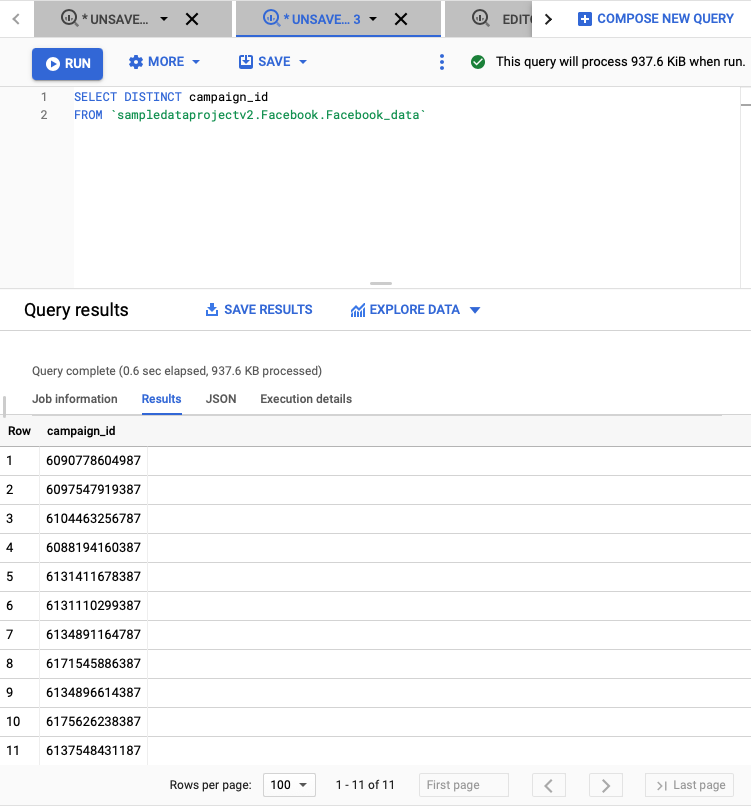 * UNSAVE...
* UNSAVE... 3
EDIT
COMPOSE NEW QUERY
RUN
MORE
SAVE
This query will process 937.6 KiB when run.
1 SELECT DISTINCT campaign_id
2 FROM `sampledataprojectv2.Facebook.Facebook_data`
Query results
SAVE RESULTS
EXPLORE DATA
Query complete (0.6 sec elapsed, 937.6 KB processed)
Job information
Results
JSON
Execution details
Row campaign_id
1 6090778604987
2 6097547919387
3 6104463256787
4 6088194160387
5 6131411678387
6 6131110299387
7 6134891164787
8 6171545886387
9 6134896614387
10 6175626238387
11 6137548431187
Rows per page: 100 1 - 11 of 11 First page Last page